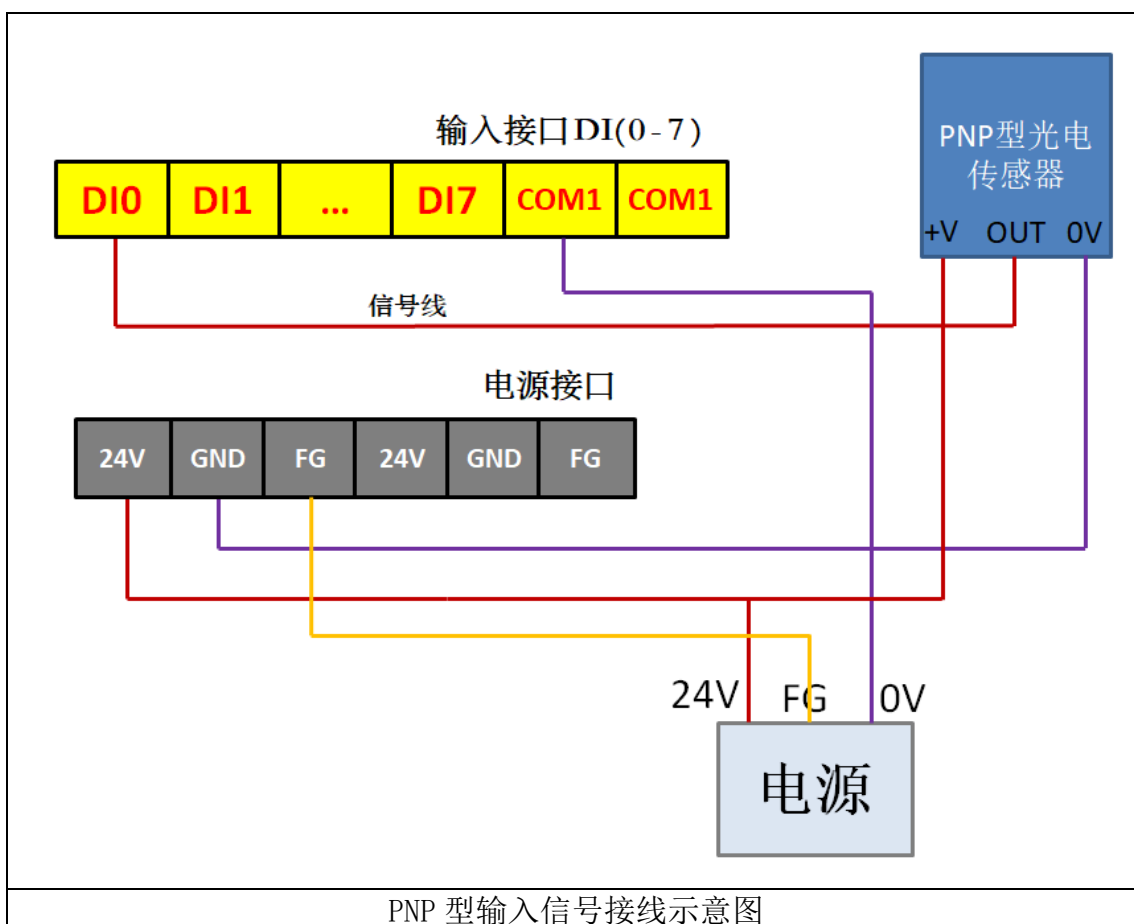 输入接口DI(0-7)
DI0 DI1 ... DI7 COM1 COM1
PNP型光电
传感器
+V OUT 0V
信号线
电源接口
24V GND FG 24V GND FG
24V FG 0V
电源
PNP 型输入信号接线示意图